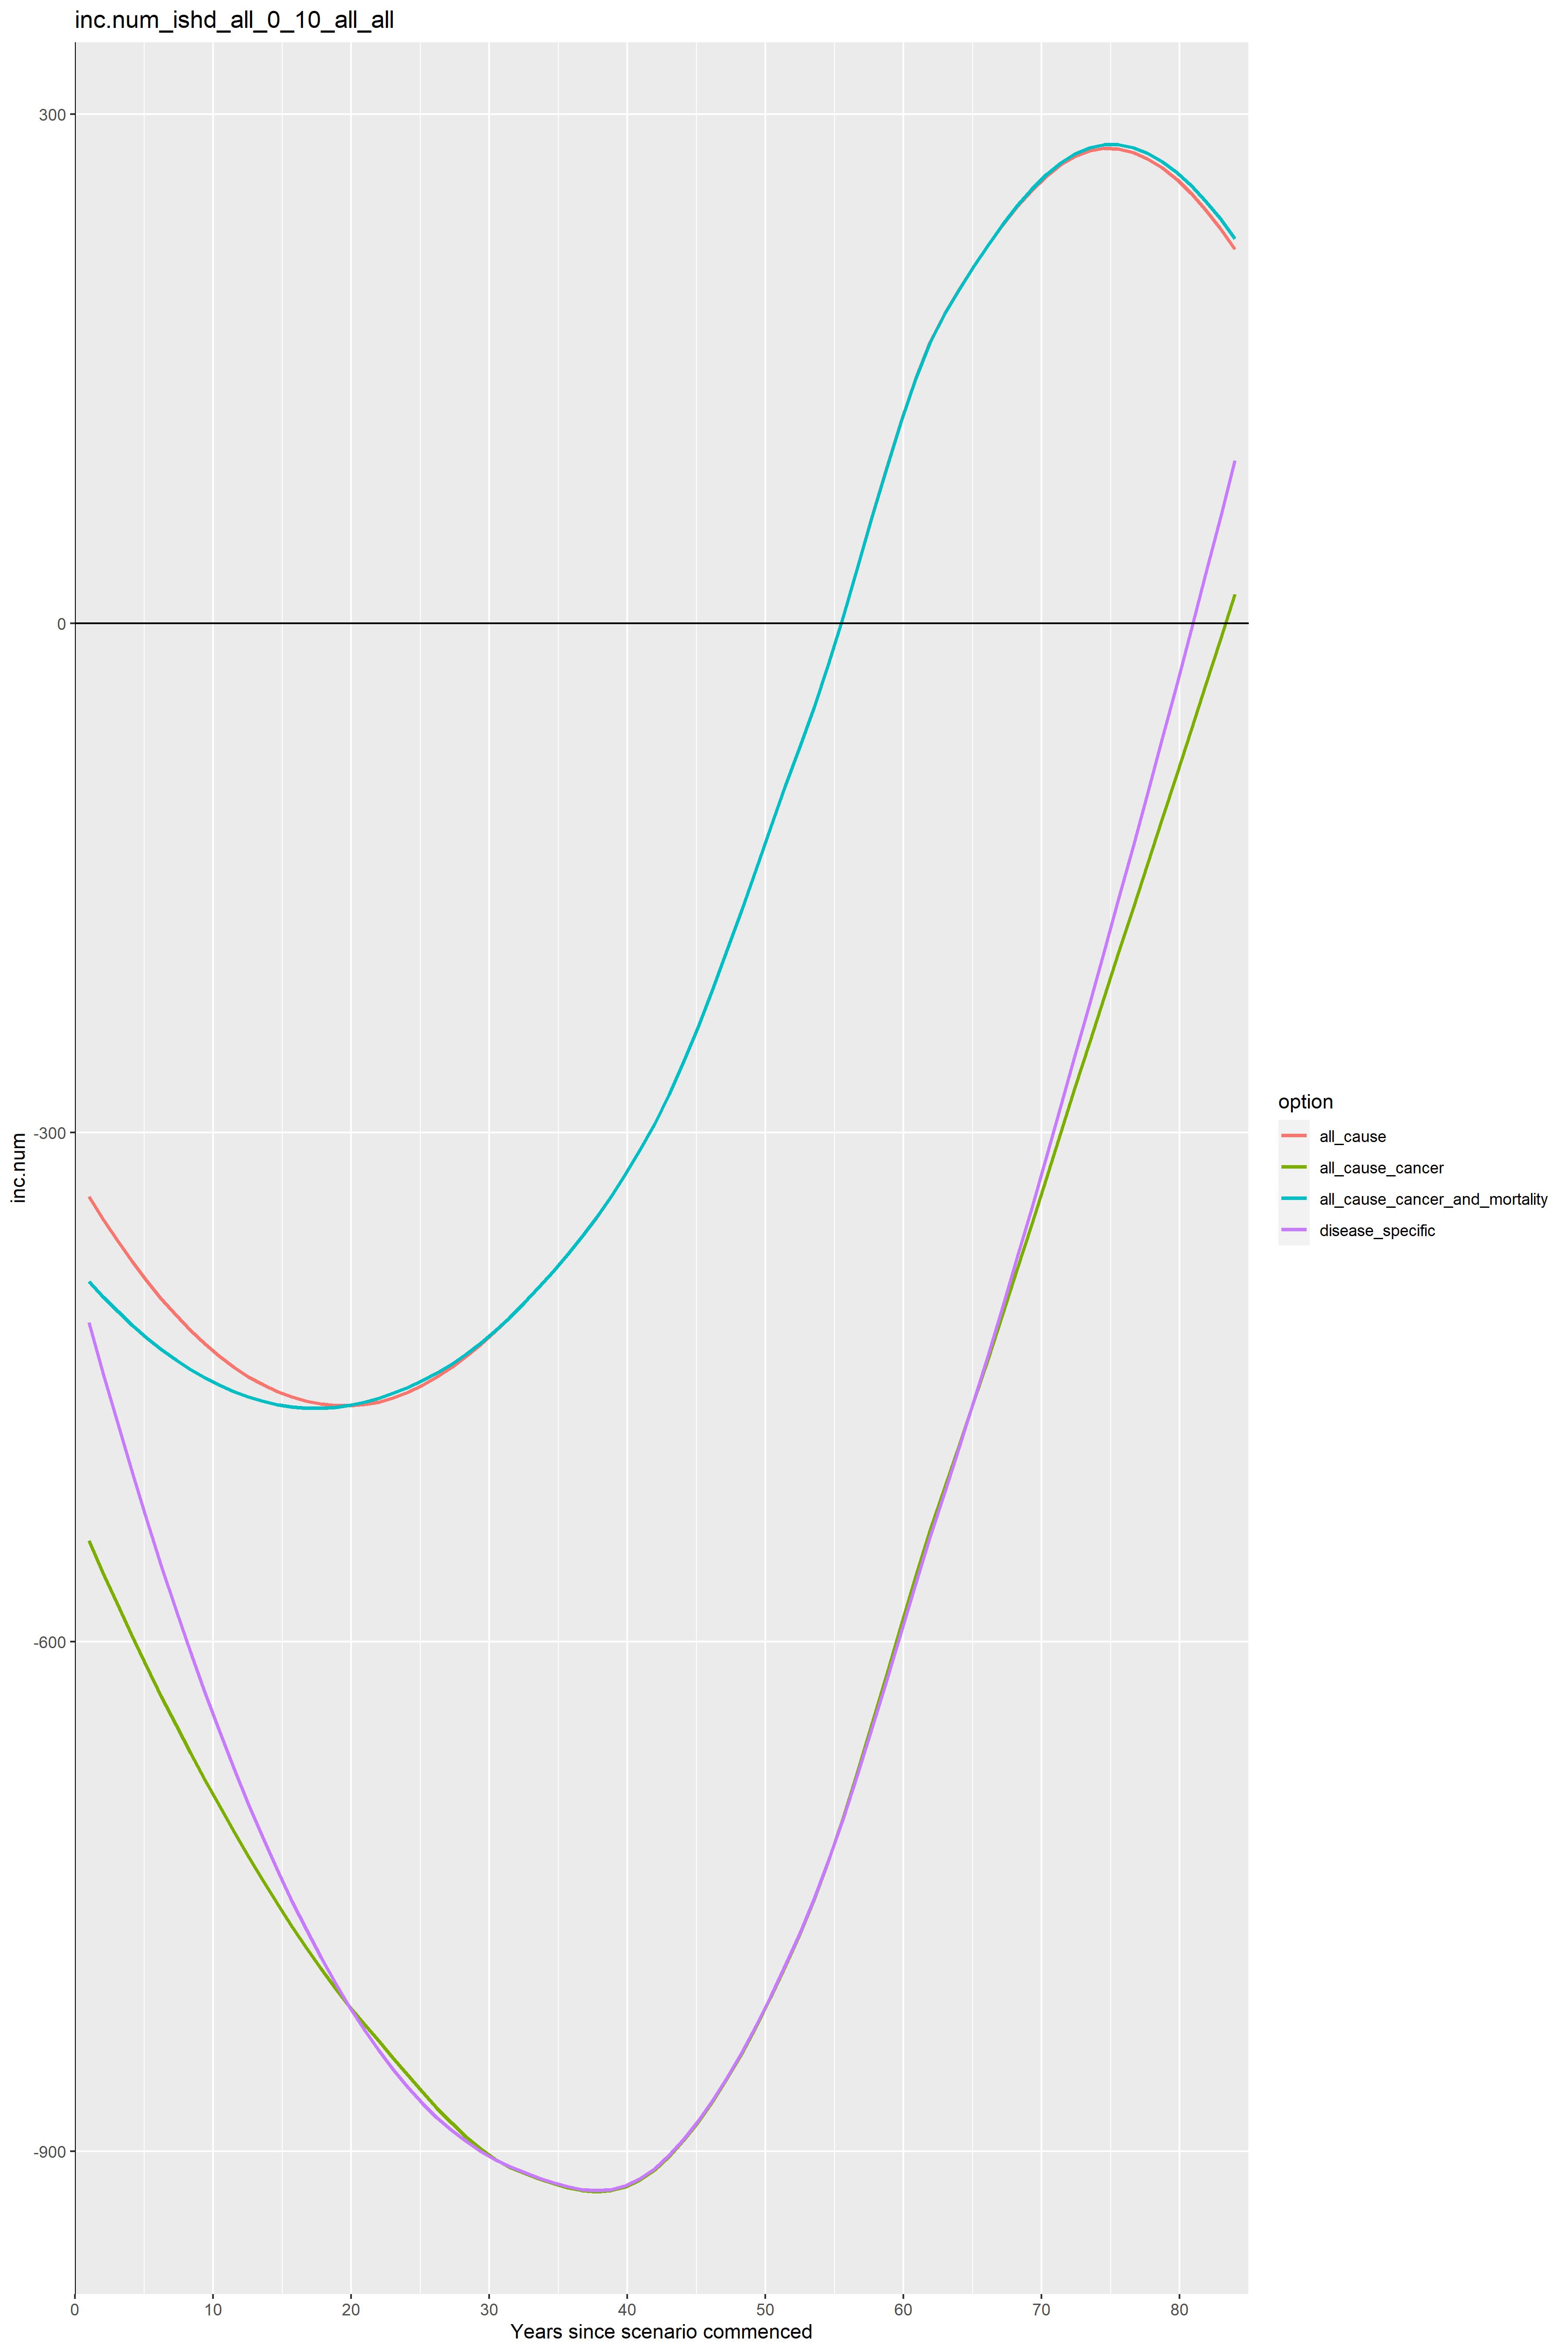 inc.num_ishd_all_0_10_all_all
300
0
-300
-600
-900
inc.num
0 10 20 30 40 50 60 70 80
Years since scenario commenced
option
all_cause
all_cause_cancer
all_cause_cancer_and_mortality
disease_specific